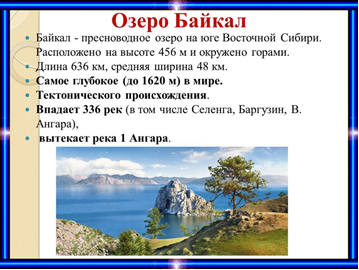 Озеро Байкал
Байкал - пресноводное озеро на юге Восточной Сибири.
Расположено на высоте 456 м и окружено горами.
Длина 636 км, средняя ширина 48 км.
Самое глубокое (до 1620 м) в мире.
Тектонического происхождения.
Впадает 336 рек (в том числе Селенга, Баргузин, В.
Ангара),
вытекает река 1 Ангара.